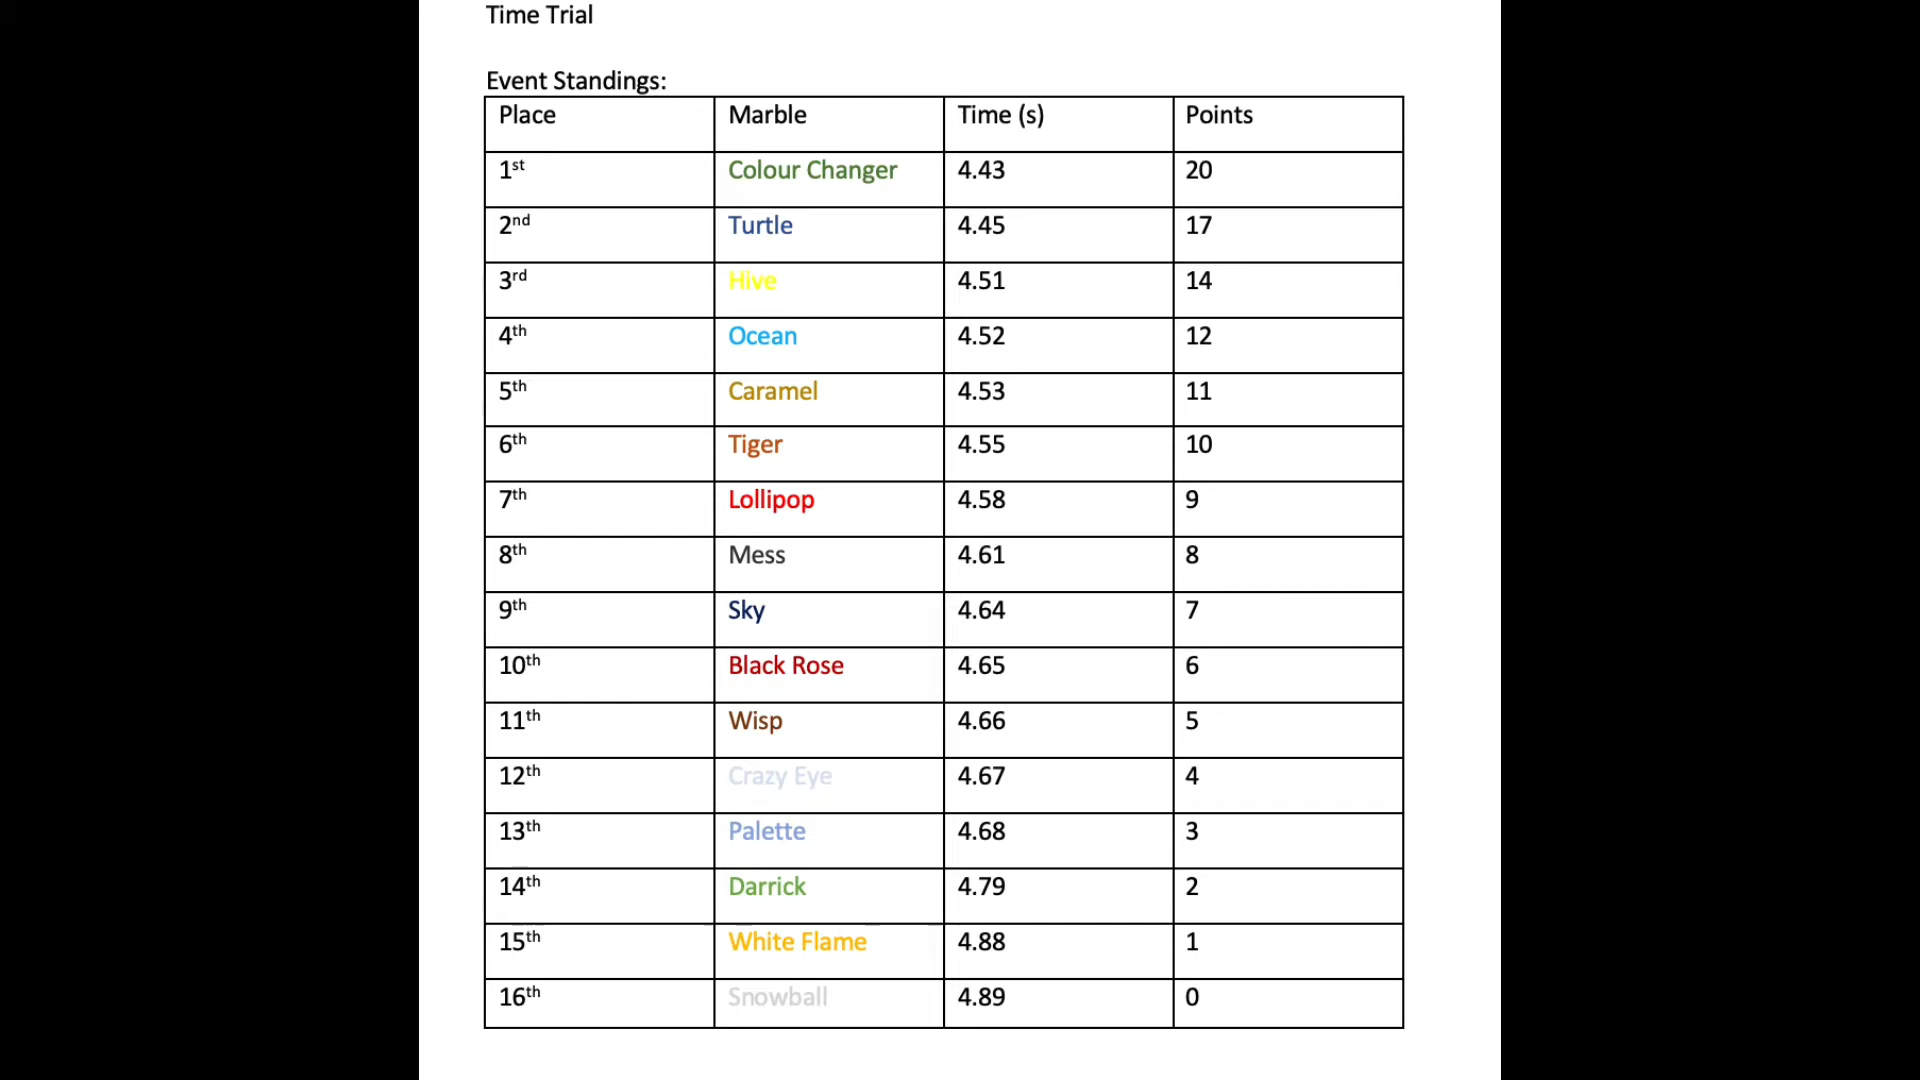 Time Trial
Event Standings:
Place Marble Time (s) Points
1st Colour Changer 4.43 20
2nd Turtle 4.45 17
3rd Hive 4.51 14
4th Ocean 4.52 12
5th Caramel 4.53 11
6th Tiger 4.55 10
7th Lollipop 4.58 9
8th Mess 4.61 8
9th Sky 4.64 7
10th Black Rose 4.65 6
11th Wisp 4.66 5
12th Crazy Eye 4.67 4
13th Palette 4.68 3
14th Darrick 4.79 2
15th White Flame 4.88 1
16th Snowball 4.89 0